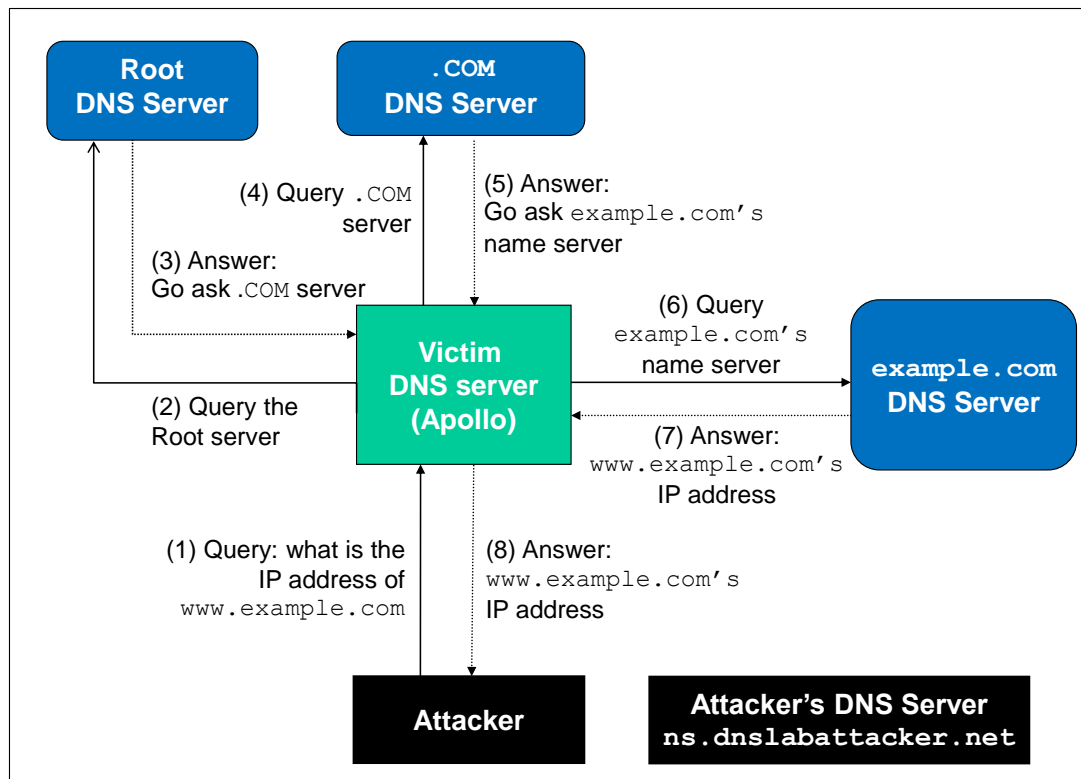 Root
DNS Server
.COM
DNS Server
(4) Query .COM
server
(5) Answer:
Go ask example.com's
name server
(3) Answer:
Go ask .COM server
Victim
DNS server
(Apollo)
(6) Query
example.com's
name server
example.com
DNS Server
(2) Query the
Root server
(7) Answer:
www.example.com's
IP address
(1) Query: what is the
IP address of
www.example.com
(8) Answer:
www.example.com's
IP address
Attacker
Attacker's DNS Server
ns.dnslabattacker.net